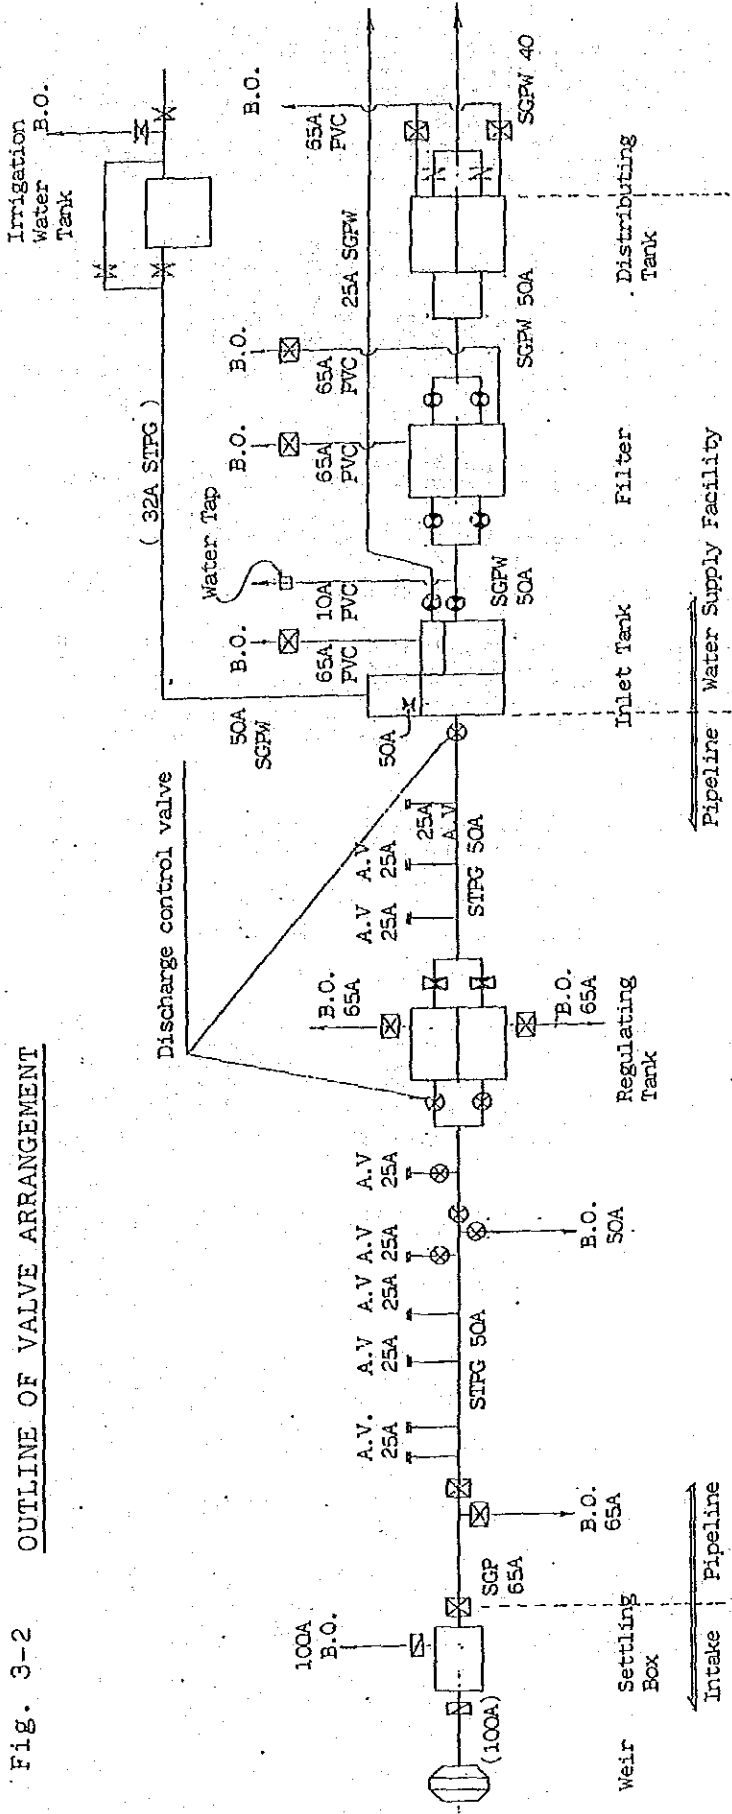 Fig. 3-2 OUTLINE OF VALVE ARRANGEMENT
Irrigation
Water
Tank
B.O.
( 32A STPG )
50A
SGPW
Discharge control valve
Water Tap
B.O.
65A
PVC
10A
PVC
B.O.
65A
PVC
B.O.
65A
PVC
25A SGPW
B.O.
65A
PVC
SGPW 40
100A
B.O.
A.V.
25A
A.V
25A
A.V
25A
A.V
25A
A.V
25A
B.O.
65A
A.V
25A
A.V
25A
25A
A.V
50A
(100A)
SGP
65A
B.O.
65A
STPG 50A
B.O.
50A
B.O.
65A
STPG 50A
SGPW
50A
SGPW 50A
Weir
Settling
Box
Regulating
Tank
Inlet Tank
Filter
Distributing
Tank
Intake
Pipeline
Pipeline
Water Supply Facility